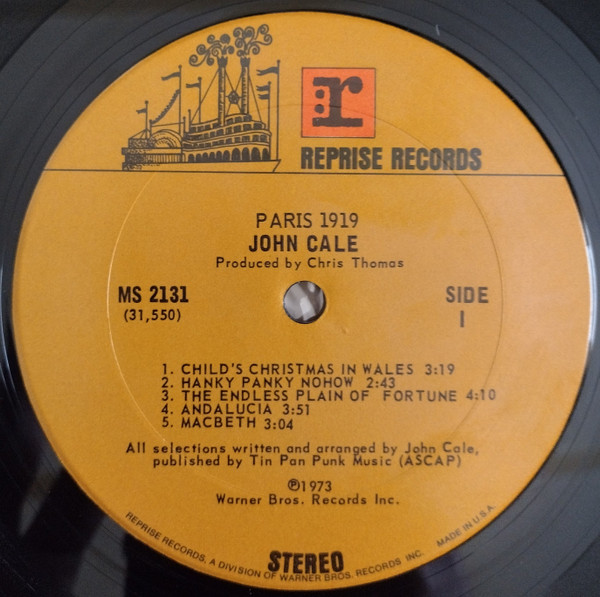 r
REPRISE RECORDS
PARIS 1919
JOHN CALE
Produced by Chris Thomas
MS 2131
(31,550)
SIDE
1
1. CHILD'S CHRISTMAS IN WALES 3:19
2. HANKY PANKY NOHOW 2:43
3. THE ENDLESS PLAIN OF FORTUNE 4:10
4. ANDALUCIA 3:51
5. MACBETH 3:04
All selections written and arranged by John Cale,
published by Tin Pan Punk Music (ASCAP)
℗1973
Warner Bros. Records Inc.
STEREO
REPRISE RECORDS, A DIVISION OF WARNER BROS. RECORDS INC. MADE IN U.S.A.